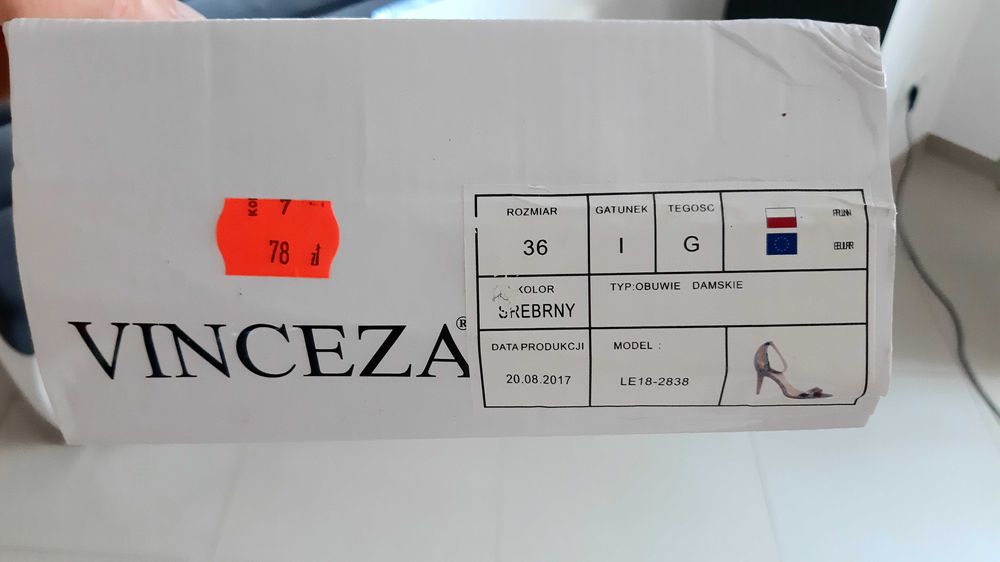 7
78 zł
VINCEZA®
ROZMIAR
36
GATUNEK
I
TEGOSC
G
KOLOR
SREBRNY
TYP:OBUWIE DAMSKIE
DATA PRODUKCJI
20.08.2017
MODEL :
LE18-2838